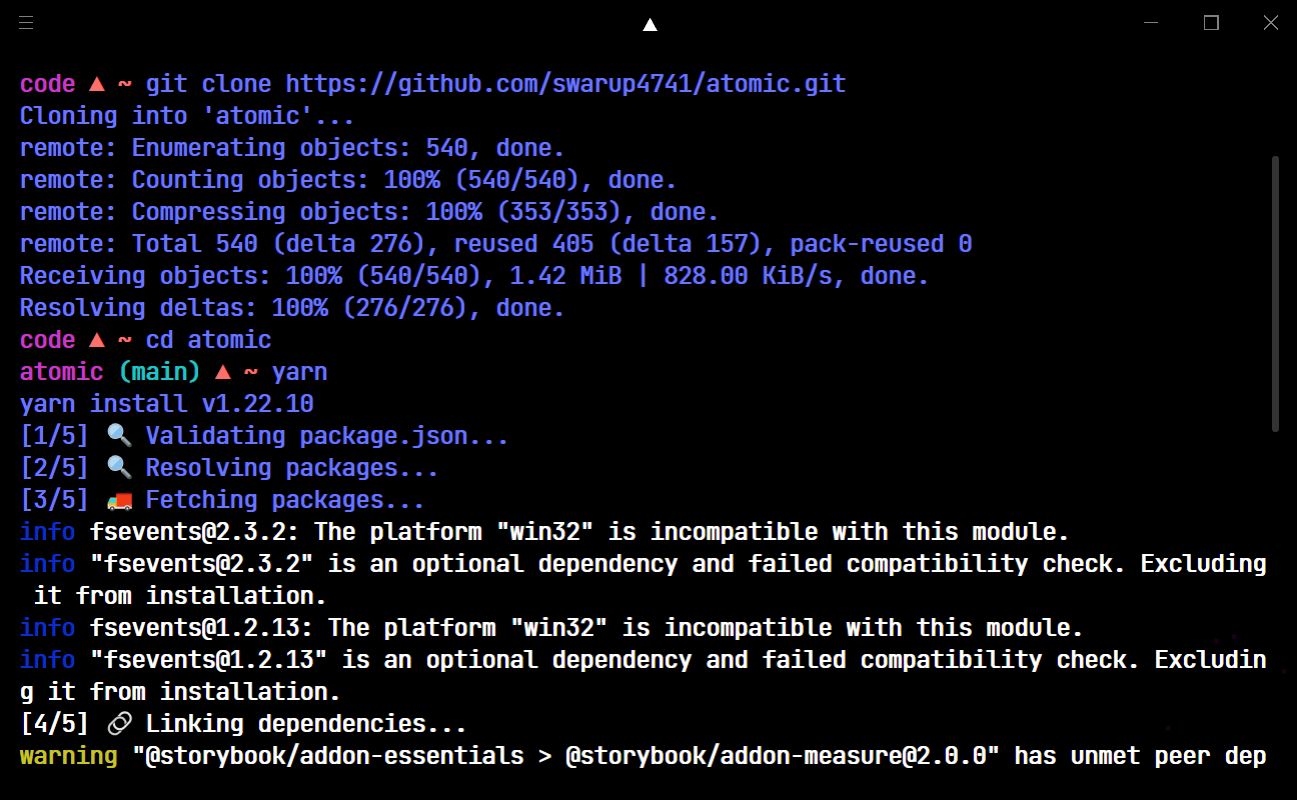 code ▲ ~ git clone https://github.com/swarup4741/atomic.git
Cloning into 'atomic'...
remote: Enumerating objects: 540, done.
remote: Counting objects: 100% (540/540), done.
remote: Compressing objects: 100% (353/353), done.
remote: Total 540 (delta 276), reused 405 (delta 157), pack-reused 0
Receiving objects: 100% (540/540), 1.42 MiB | 828.00 KiB/s, done.
Resolving deltas: 100% (276/276), done.
code ▲ ~ cd atomic
atomic (main) ▲ ~ yarn
yarn install v1.22.10
[1/5] 🔍 Validating package.json...
[2/5] 🔍 Resolving packages...
[3/5] 🚚 Fetching packages...
info fsevents@2.3.2: The platform "win32" is incompatible with this module.
info "fsevents@2.3.2" is an optional dependency and failed compatibility check. Excluding
 it from installation.
info fsevents@1.2.13: The platform "win32" is incompatible with this module.
info "fsevents@1.2.13" is an optional dependency and failed compatibility check. Excludin
g it from installation.
[4/5] 🔗 Linking dependencies...
warning "@storybook/addon-essentials > @storybook/addon-measure@2.0.0" has unmet peer dep